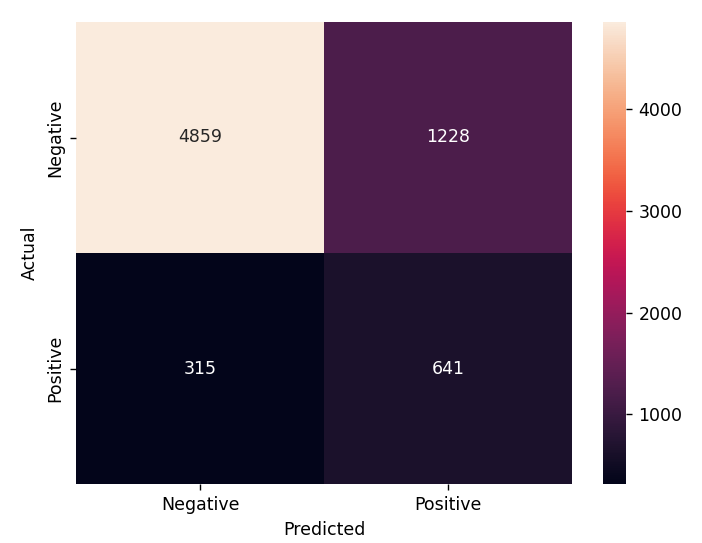 Actual
Negative
4859
1228
Positive
315
641
Negative
Positive
Predicted
4000
3000
2000
1000